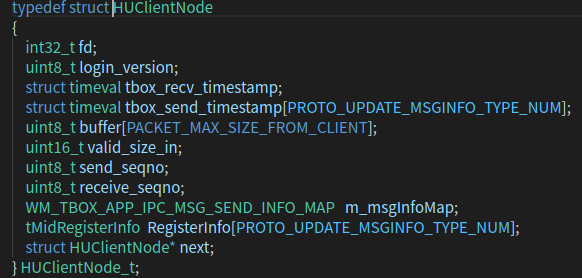 typedef struct HUClientNode
{
int32_t fd;
uint8_t login_version;
struct timeval tbox_recv_timestamp;
struct timeval tbox_send_timestamp[PROTO_UPDATE_MSGINFO_TYPE_NUM];
uint8_t buffer[PACKET_MAX_SIZE_FROM_CLIENT];
uint16_t valid_size_in;
uint8_t send_seqno;
uint8_t receive_seqno;
WM_TBOX_APP_IPC_MSG_SEND_INFO_MAP m_msgInfoMap;
tMidRegisterInfo RegisterInfo[PROTO_UPDATE_MSGINFO_TYPE_NUM];
struct HUClientNode* next;
} HUClientNode_t;